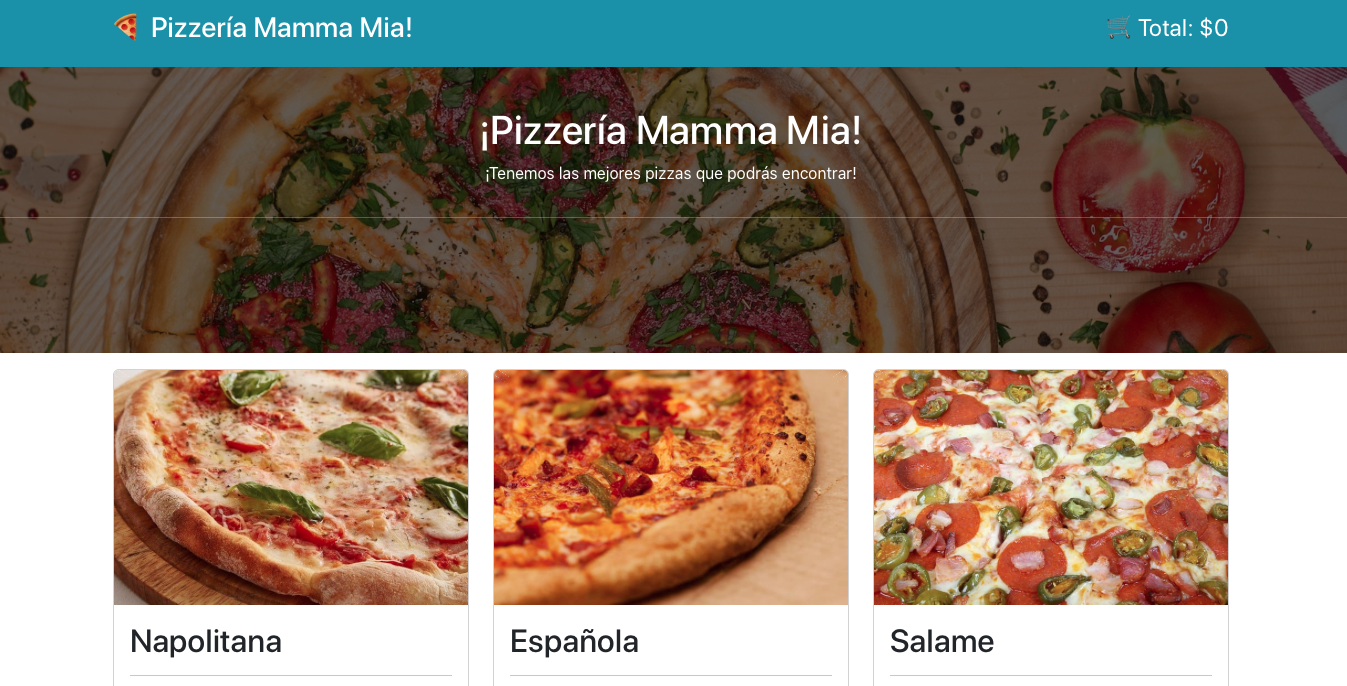 🍕 Pizzería Mamma Mia!
🛒 Total: $0
¡Pizzería Mamma Mia!
¡Tenemos las mejores pizzas que podrás encontrar!
Napolitana
Española
Salame